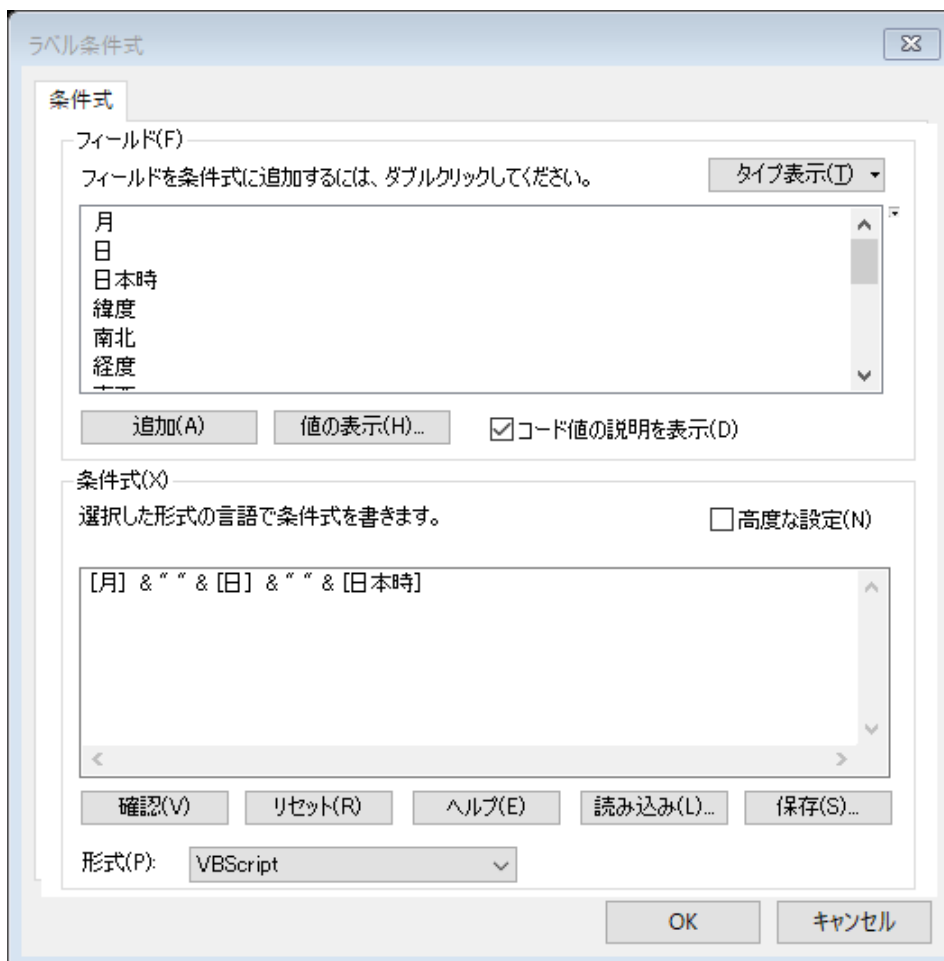 ラベル条件式
条件式
フィールド(F)
フィールドを条件式に追加するには、ダブルクリックしてください。
タイプ表示(T)
月
日
日本時
緯度
南北
経度
追加(A)
値の表示(H)...
コード値の説明を表示(D)
条件式(X)
選択した形式の言語で条件式を書きます。
高度な設定(N)
[月] & " " & [日] & " " & [日本時]
確認(V)
リセット(R)
ヘルプ(E)
読み込み(L)...
保存(S)...
形式(P):
VBScript
OK
キャンセル